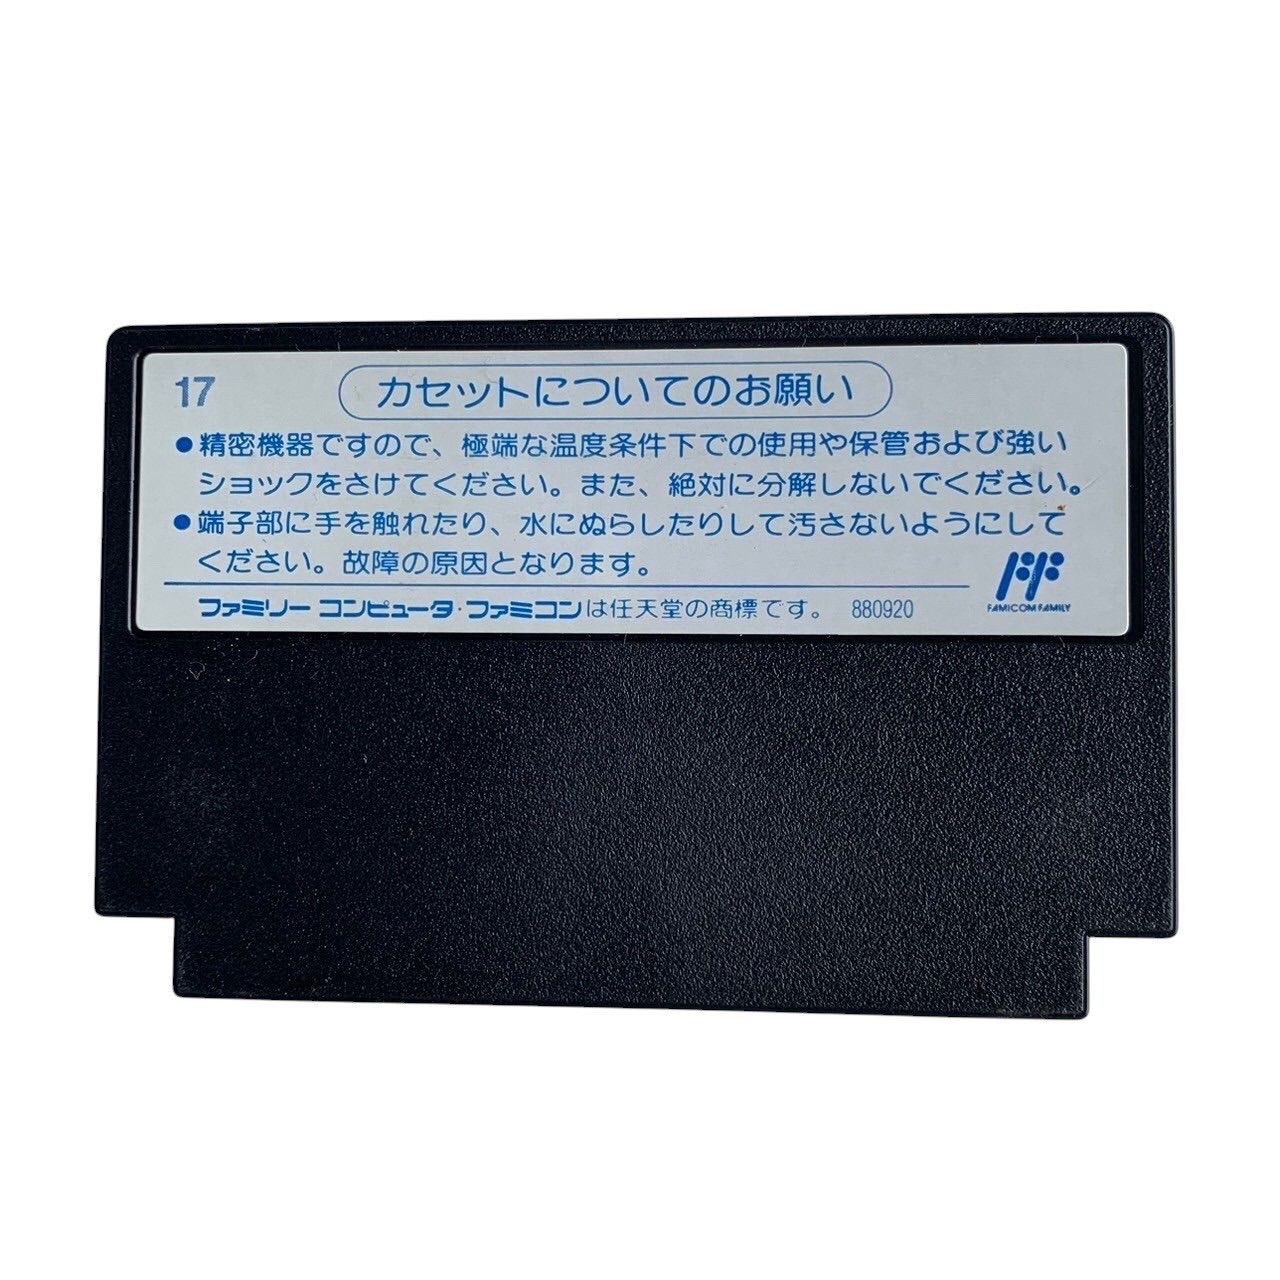 17
カセットについてのお願い
●精密機器ですので、極端な温度条件下での使用や保管および強い
ショックをさけてください。また、絶対に分解しないでください。
●端子部に手を触れたり、水にぬらしたりして汚さないようにして
ください。故障の原因となります。
ファミリーコンピュータ・ファミコンは任天堂の商標です。 880920
FF
FAMICOM FAMILY